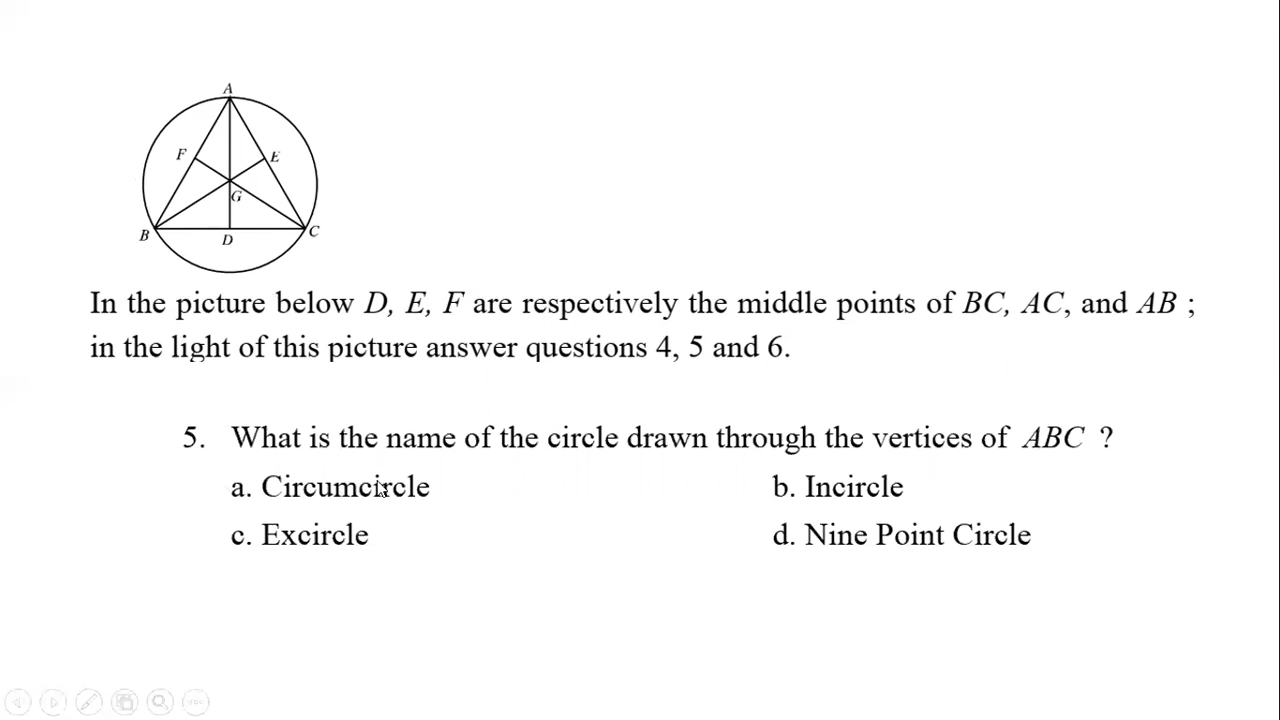 A
F
E
G
B
D
C
In the picture below D, E, F are respectively the middle points of BC, AC, and AB ;
in the light of this picture answer questions 4, 5 and 6.
5. What is the name of the circle drawn through the vertices of ABC ?
a. Circumcircle b. Incircle
c. Excircle d. Nine Point Circle